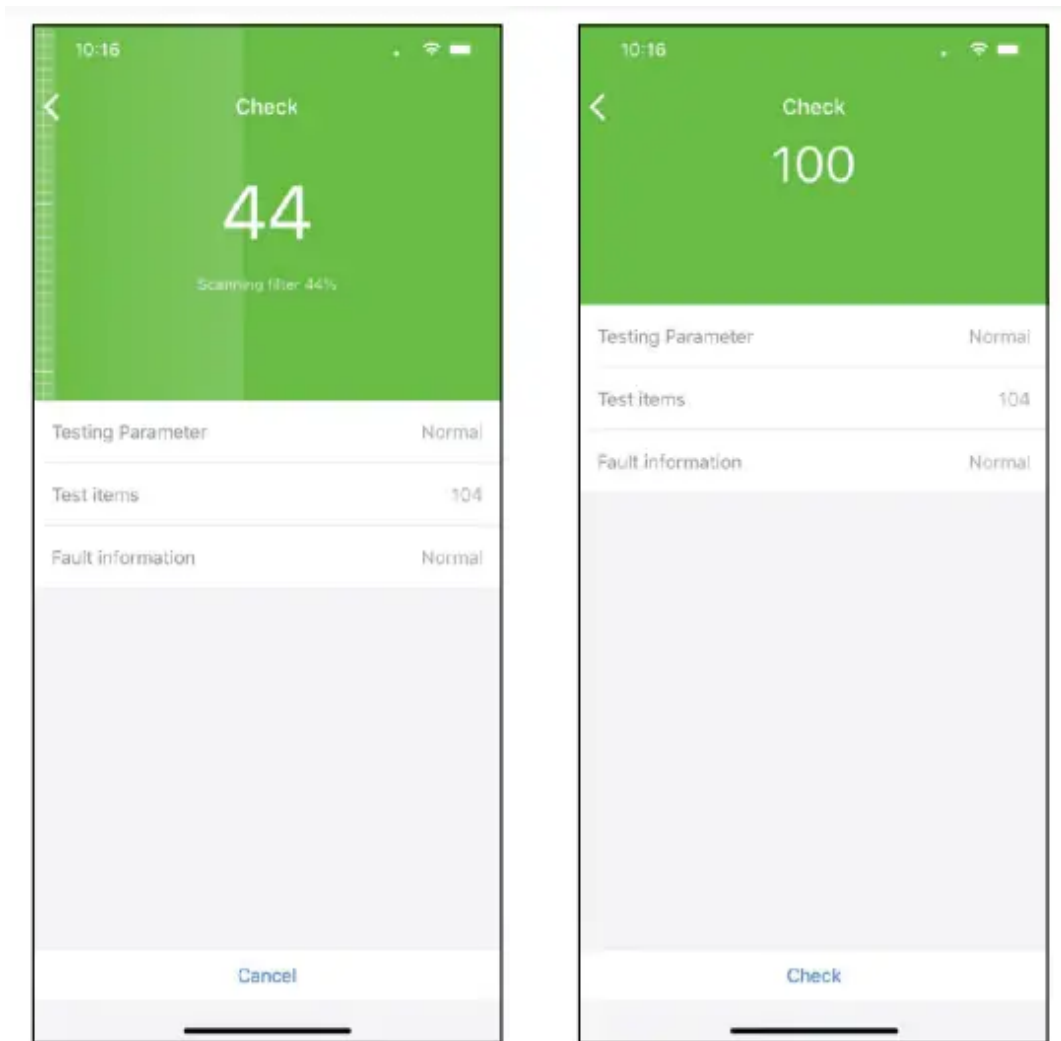 10:16
Check
44
Scanning filter 44%
Testing Parameter Normal
Test items 104
Fault information Normal
Cancel
10:16
Check
100
Testing Parameter Normal
Test items 104
Fault information Normal
Check